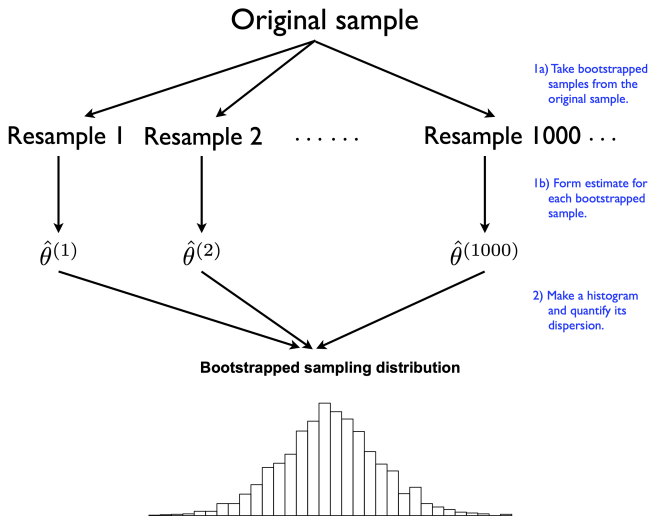 Original sample
1a) Take bootstrapped
samples from the
original sample.
Resample 1 Resample 2 ...... Resample 1000 ...
1b) Form estimate for
each bootstrapped
sample.
θ̂(1) θ̂(2) θ̂(1000)
2) Make a histogram
and quantify its
dispersion.
Bootstrapped sampling distribution